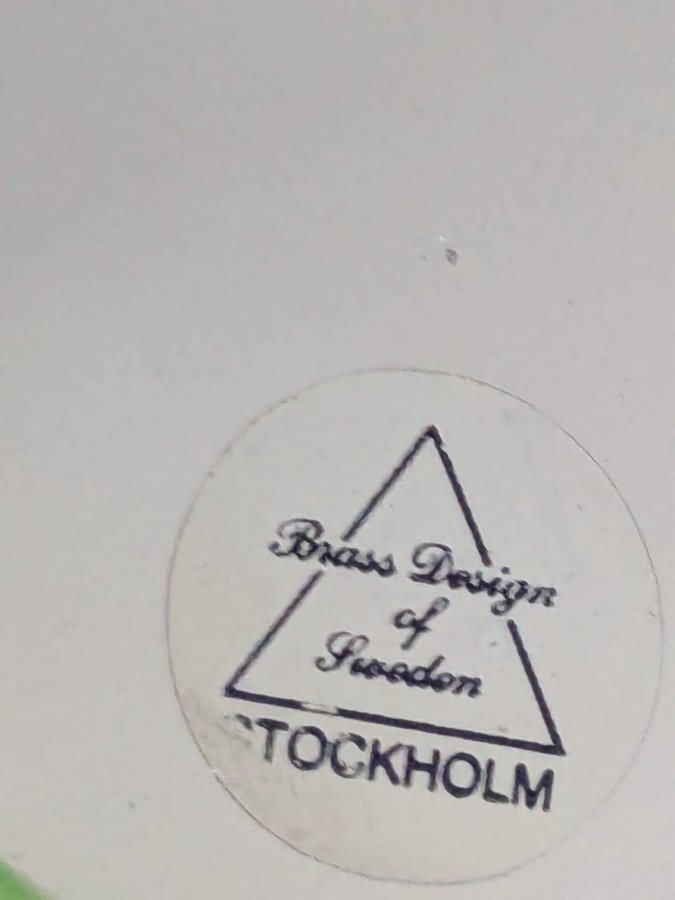 Brass Design
of
Sweden
STOCKHOLM